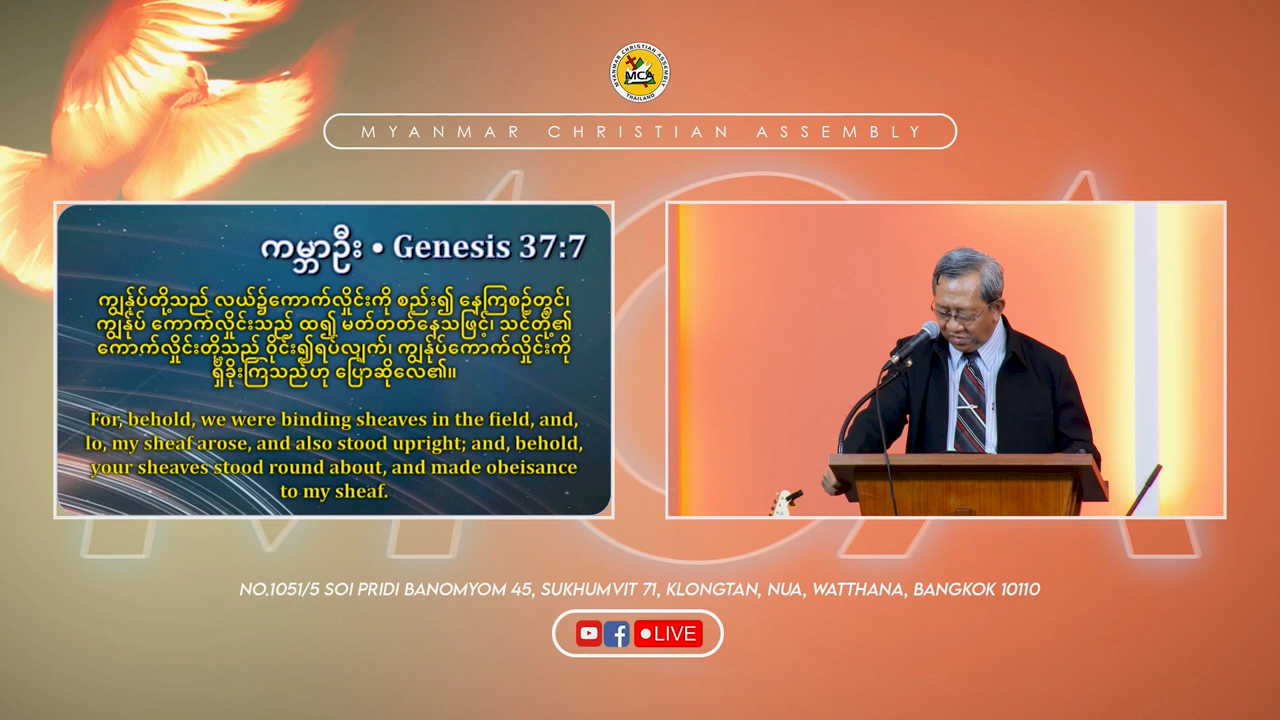 MYANMAR CHRISTIAN ASSEMBLY
MCA
THAILAND
MYANMAR CHRISTIAN ASSEMBLY
ကမ္ဘာဦး • Genesis 37:7
ကျွန်ုပ်တို့သည် လယ်၌ကောက်လှိုင်းကို စည်း၍ နေကြစဉ်တွင်၊
ကျွန်ုပ် ကောက်လှိုင်းသည် ထ၍ မတ်တတ်နေသဖြင့်၊ သင်တို့၏
ကောက်လှိုင်းတို့သည် ဝိုင်း၍ရပ်လျက်၊ ကျွန်ုပ်ကောက်လှိုင်းကို
ရှိခိုးကြသည်ဟု ပြောဆိုလေ၏။
For, behold, we were binding sheaves in the field, and,
lo, my sheaf arose, and also stood upright; and, behold,
your sheaves stood round about, and made obeisance
to my sheaf.
MCA
NO.1051/5 SOI PRIDI BANOMYOM 45, SUKHUMVIT 71, KLONGTAN, NUA, WATTHANA, BANGKOK 10110
LIVE